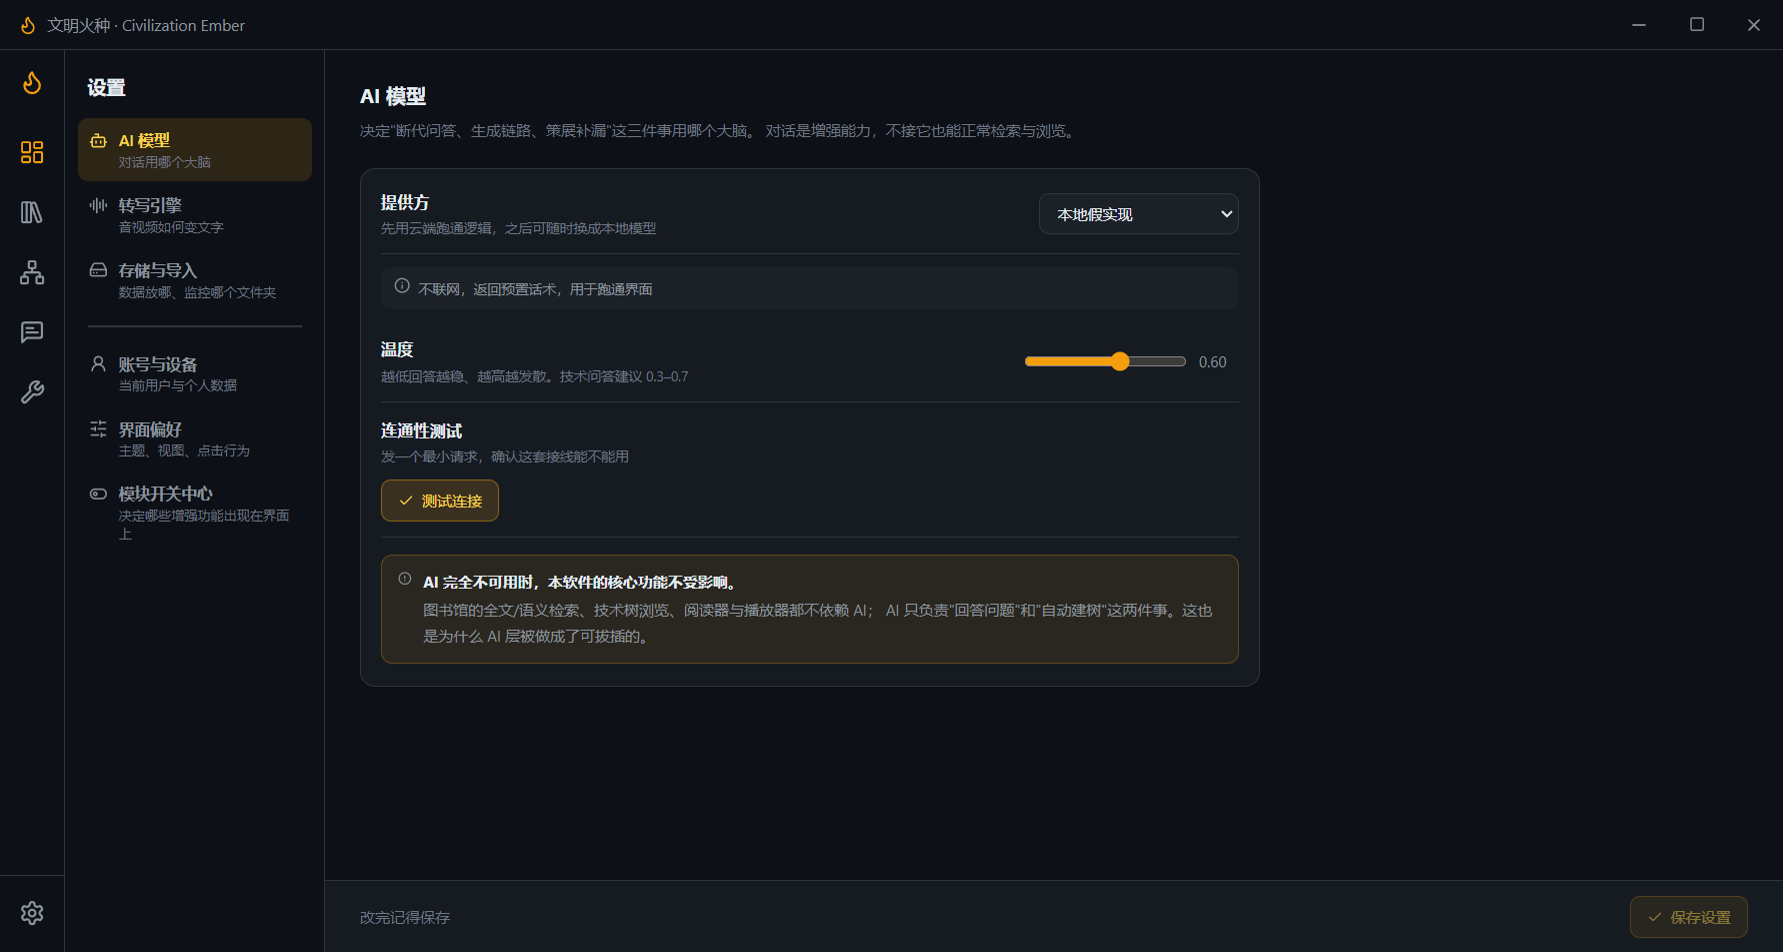 文明火种 · Civilization Ember
设置
AI 模型
对话用哪个大脑
转写引擎
音视频如何变文字
存储与导入
数据放哪、监控哪个文件夹
账号与设备
当前用户与个人数据
界面偏好
主题、视图、点击行为
模块开关中心
决定哪些增强功能出现在界面
上
AI 模型
决定"断代问答、生成链路、策展补漏"这三件事用哪个大脑。 对话是增强能力，不接它也能正常检索与浏览。
提供方
先用云端跑通逻辑，之后可随时换成本地模型
本地假实现
不联网，返回预置话术，用于跑通界面
温度
越低回答越稳、越高越发散。技术问答建议 0.3–0.7
0.60
连通性测试
发一个最小请求，确认这套接线能不能用
测试连接
AI 完全不可用时，本软件的核心功能不受影响。
图书馆的全文/语义检索、技术树浏览、阅读器与播放器都不依赖 AI； AI 只负责"回答问题"和"自动建树"这两件事。这也
是为什么 AI 层被做成了可拔插的。
改完记得保存
保存设置